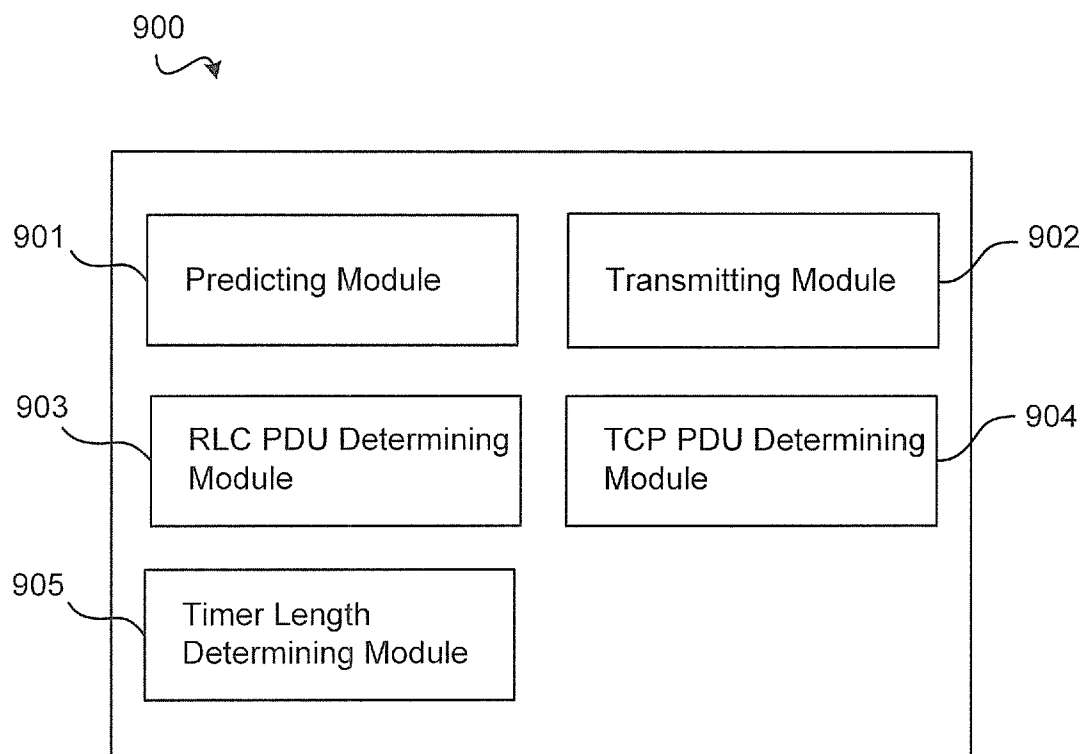 900
901
Predicting Module
Transmitting Module
902
903
RLC PDU Determining
Module
TCP PDU Determining
Module
904
905
Timer Length
Determining Module